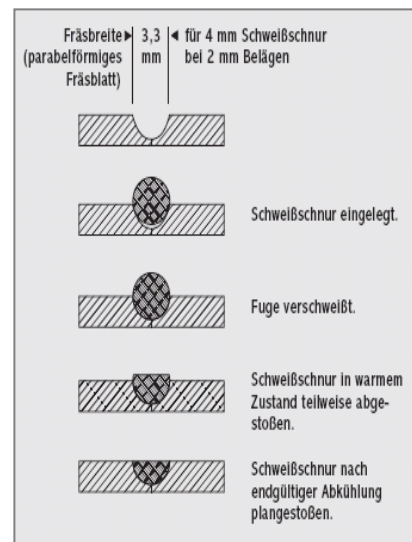 Fräsbreite 3,3 für 4 mm Schweißschnur
(parabelförmiges mm bei 2 mm Belägen
Fräsblatt)
Schweißschnur eingelegt.
Fuge verschweißt.
Schweißschnur in warmem
Zustand teilweise abge-
stoßen.
Schweißschnur nach
endgültiger Abkühlung
plangestoßen.